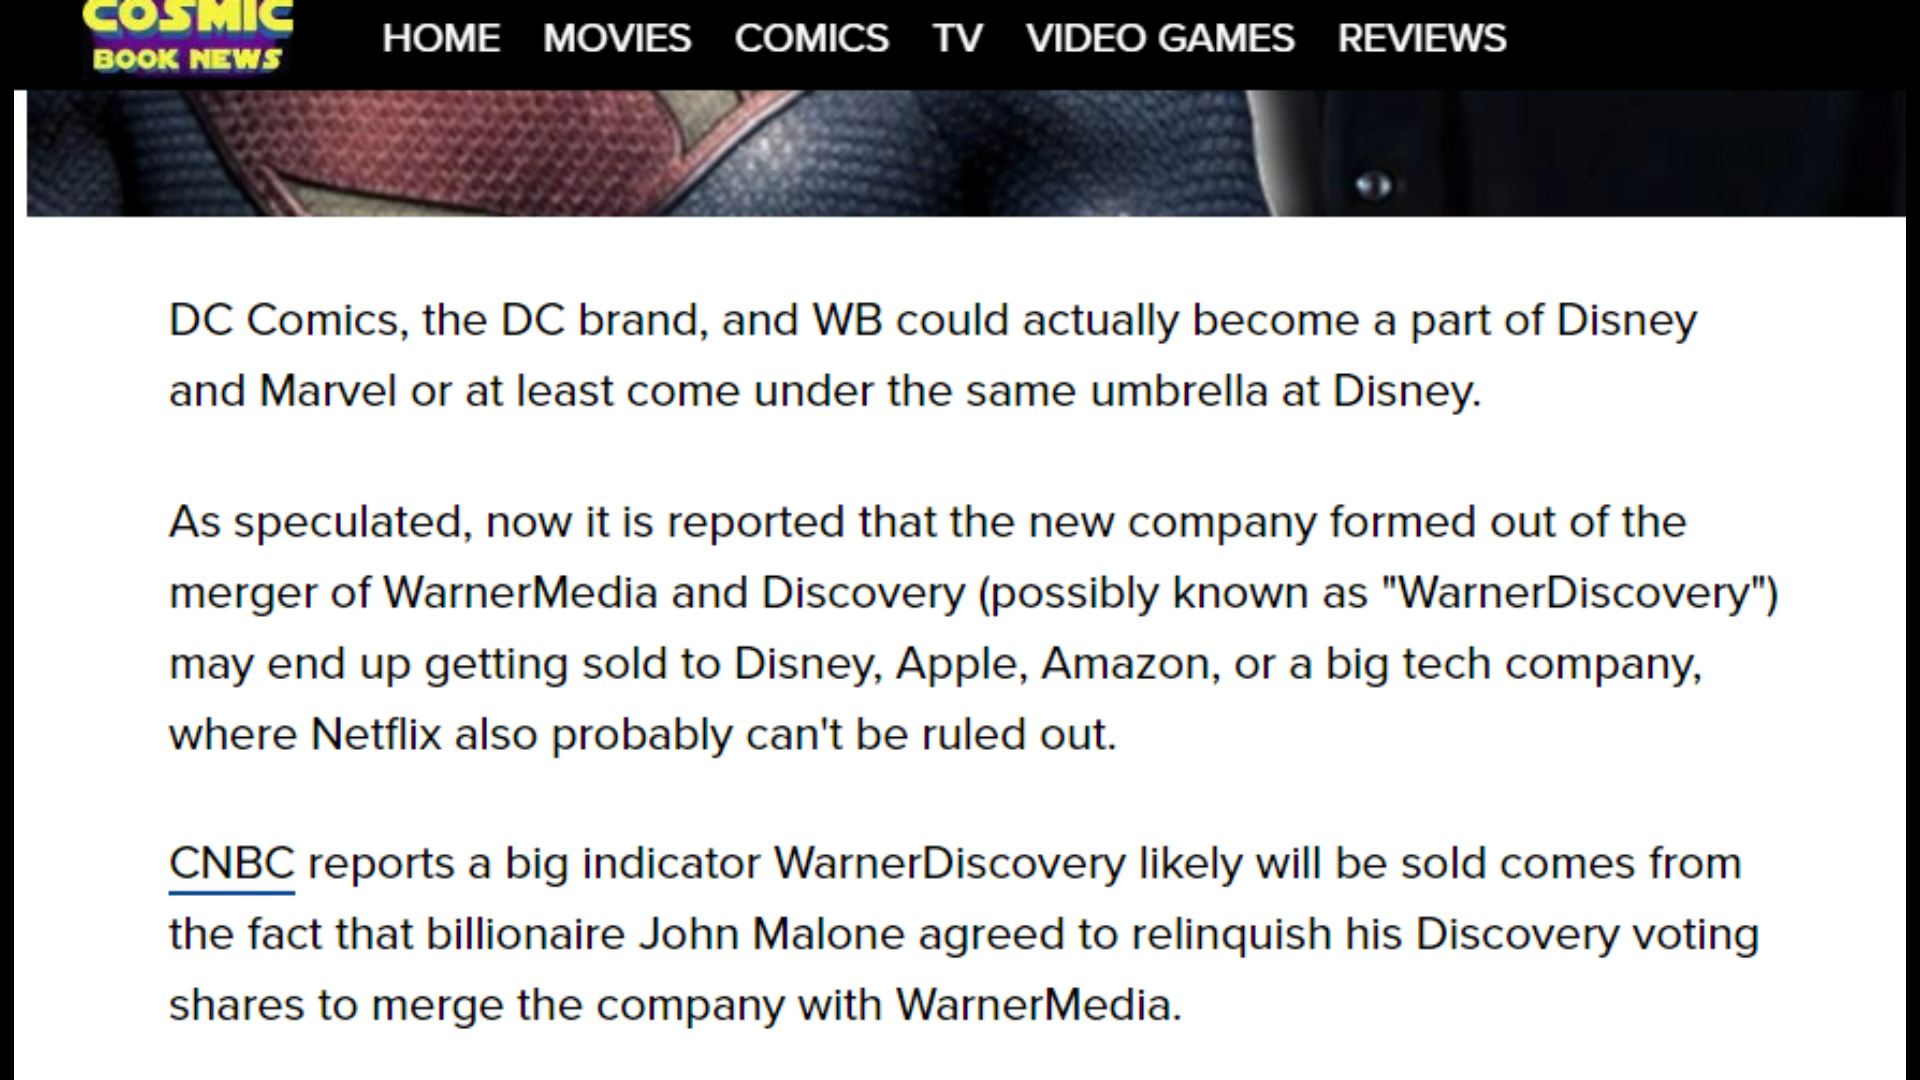 COSMIC
BOOK NEWS
HOME MOVIES COMICS TV VIDEO GAMES REVIEWS
DC Comics, the DC brand, and WB could actually become a part of Disney
and Marvel or at least come under the same umbrella at Disney.
As speculated, now it is reported that the new company formed out of the
merger of WarnerMedia and Discovery (possibly known as "WarnerDiscovery")
may end up getting sold to Disney, Apple, Amazon, or a big tech company,
where Netflix also probably can't be ruled out.
CNBC reports a big indicator WarnerDiscovery likely will be sold comes from
the fact that billionaire John Malone agreed to relinquish his Discovery voting
shares to merge the company with WarnerMedia.